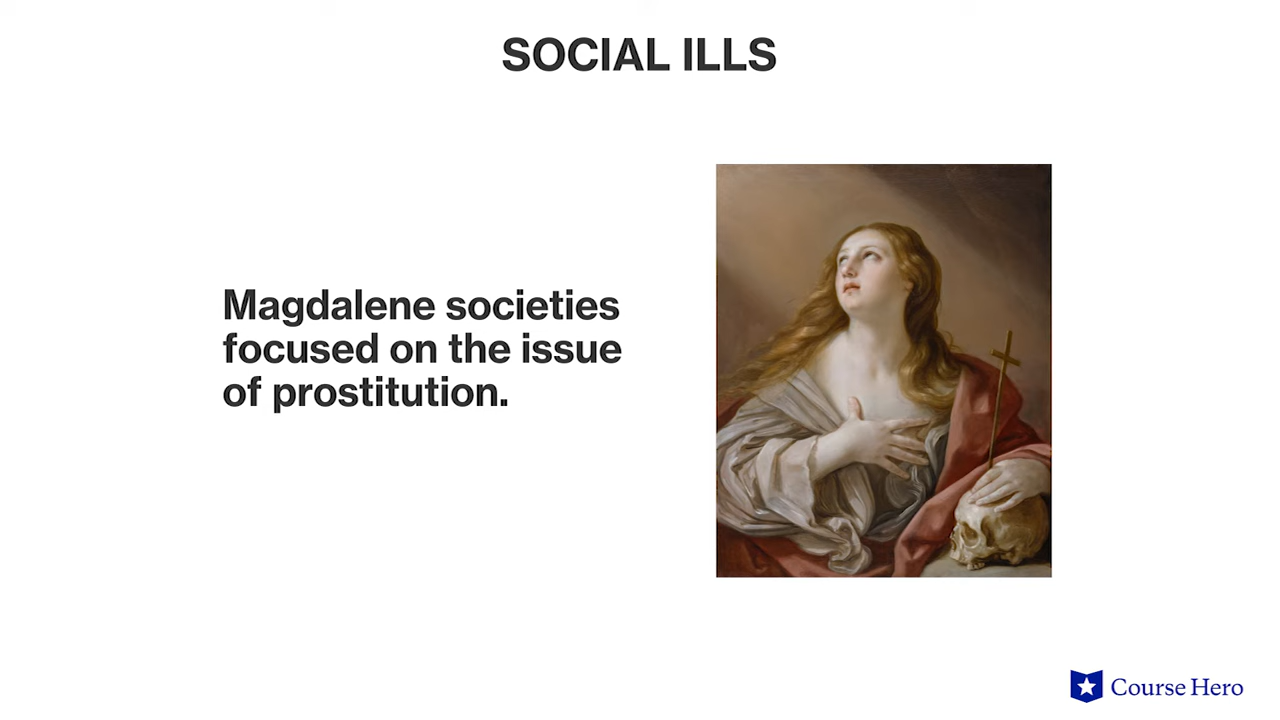 SOCIAL ILLS
Magdalene societies
focused on the issue
of prostitution.
Course Hero